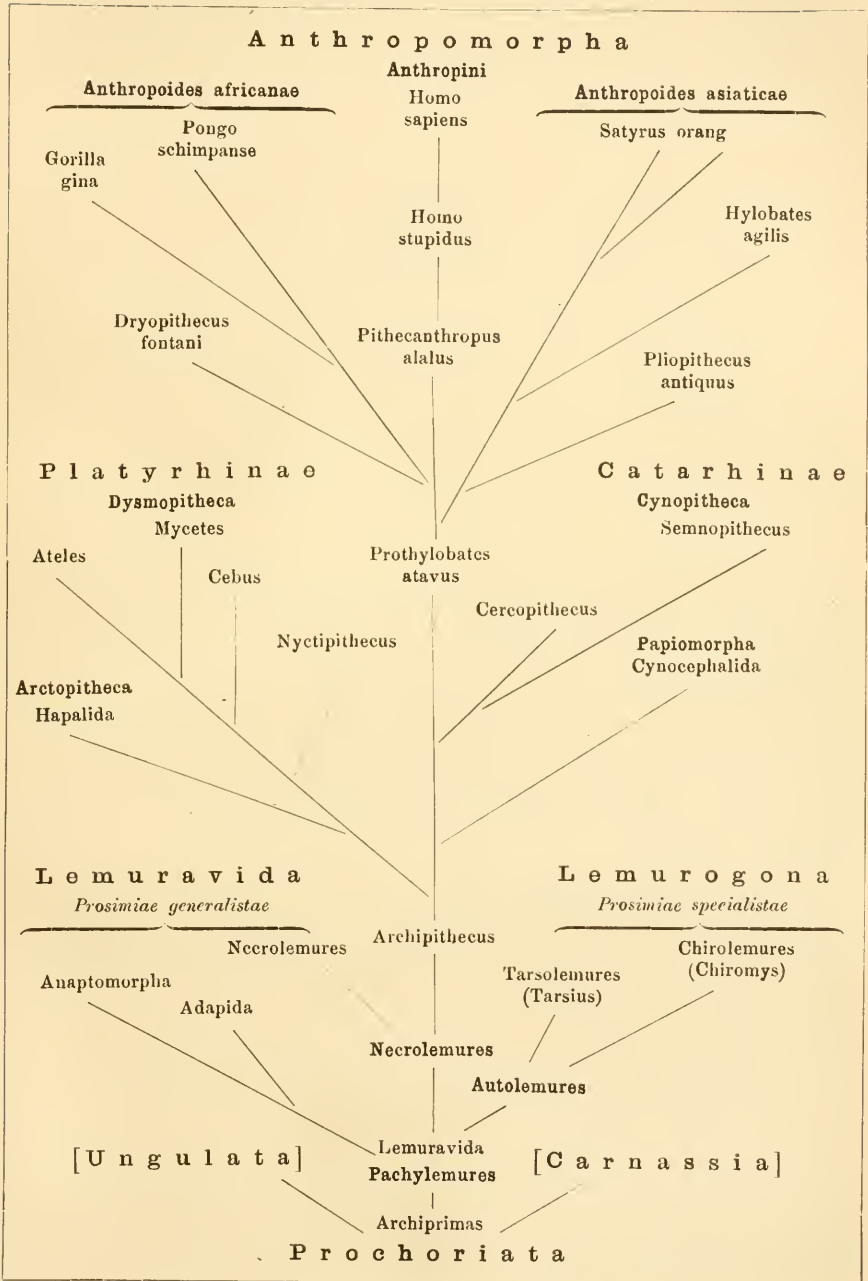 Anthropomorpha
Anthropini
Anthropoides africanae
Homo
sapiens
Anthropoides asiaticae
Pongo
schimpanse
Satyrus orang
Gorilla
gina
Homo
stupidus
Hylobates
agilis
Dryopithecus
fontani
Pithecanthropus
alalus
Pliopithecus
antiquus
Platyrhinae
Catarhinae
Dysmopitheca
Mycetes
Cynopitheca
Semnopithecus
Ateles
Cebus
Prothylobates
atavus
Nyctipithecus
Cercopithecus
Papiomorpha
Cynocephalida
Arctopitheca
Hapalida
Lemuravida
Prosimiae generalistae
Lemurogona
Prosimiae specialistae
Necrolemures
Archipithecus
Chirolemures
(Chiromys)
Anaptomorpha
Adapida
Tarsolemures
(Tarsius)
Necrolemures
Autolemures
[Ungulata]
Lemuravida
Pachylemures
[Carnassia]
Archiprimas
Prochoriata